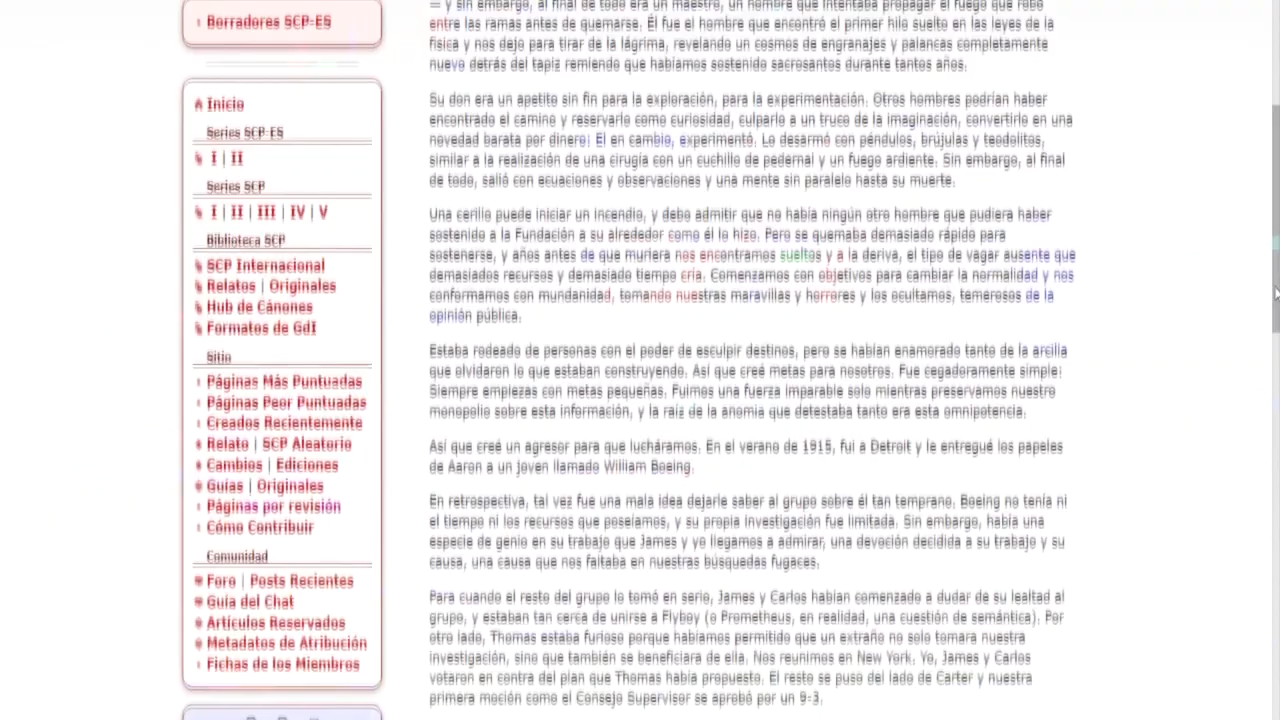 Borradores SCP-ES
Inicio
Series SCP-ES
I | II
Series SCP
I | II | III | IV | V
Biblioteca SCP
SCP Internacional
Relatos | Originales
Hub de Cánones
Formatos de GdI
Sitio
Páginas Más Puntuadas
Páginas Peor Puntuadas
Creados Recientemente
Relato | SCP Aleatorio
Cambios | Ediciones
Guías | Originales
Páginas por revisión
Cómo Contribuir
Comunidad
Foro | Posts Recientes
Guía del Chat
Artículos Reservados
Metadatos de Atribución
Fichas de los Miembros
— y sin embargo, al final de todo era un maestro, un hombre que intentaba propagar el fuego que robó
entre las ramas antes de quemarse. Él fue el hombre que encontró el primer hilo suelto en las leyes de la
física y nos dejo para tirar de la lágrima, revelando un cosmos de engranajes y palancas completamente
nuevo detrás del tapiz remiendo que habíamos sostenido sacrosantos durante tantos años.
Su don era un apetito sin fin para la exploración, para la experimentación. Otros hombres podrían haber
encontrado el camino y reservarlo como curiosidad, culparlo a un truco de la imaginación, convertirlo en una
novedad barata por dinero; El en cambio, experimentó. Lo desarmó con péndulos, brújulas y teodolitos,
similar a la realización de una cirugía con un cuchillo de pedernal y un fuego ardiente. Sin embargo, al final
de todo, salió con ecuaciones y observaciones y una mente sin paralelo hasta su muerte.
Una cerilla puede iniciar un incendio, y debo admitir que no había ningún otro hombre que pudiera haber
sostenido a la Fundación a su alrededor como él lo hizo. Pero se quemaba demasiado rápido para
sostenerse, y años antes de que muriera nos encontramos sueltos y a la deriva, el tipo de vagar ausente que
demasiados recursos y demasiado tiempo cría. Comenzamos con objetivos para cambiar la normalidad y nos
conformamos con mundanidad, tomando nuestras maravillas y horrores y los ocultamos, temerosos de la
opinión pública.
Estaba rodeado de personas con el poder de esculpir destinos, pero se habían enamorado tanto de la arcilla
que olvidaron lo que estaban construyendo. Así que creé metas para nosotros. Fue cegadoramente simple:
Siempre empiezas con metas pequeñas. Fuimos una fuerza imparable solo mientras preservamos nuestro
monopolio sobre esta información, y la raíz de la anomia que detestaba tanto era esta omnipotencia.
Así que creé un agresor para que lucháramos. En el verano de 1915, fui a Detroit y le entregué los papeles
de Aaron a un joven llamado William Boeing.
En retrospectiva, tal vez fue una mala idea dejarle saber al grupo sobre él tan temprano. Boeing no tenía ni
el tiempo ni los recursos que poseíamos, y su propia investigación fue limitada. Sin embargo, había una
especie de genio en su trabajo que James y yo llegamos a admirar, una devoción decidida a su trabajo y su
causa, una causa que nos faltaba en nuestras búsquedas fugaces.
Para cuando el resto del grupo lo tomó en serio, James y Carlos habían comenzado a dudar de su lealtad al
grupo, y estaban tan cerca de unirse a Flyboy (o Prometheus, en realidad, una cuestión de semántica). Por
otro lado, Thomas estaba furioso porque habíamos permitido que un extraño no solo tomara nuestra
investigación, sino que también se beneficiara de ella. Nos reunimos en New York. Yo, James y Carlos
votaron en contra del plan que Thomas había propuesto. El resto se puso del lado de Carter y nuestra
primera moción como el Consejo Supervisor se aprobó por un 9-3.